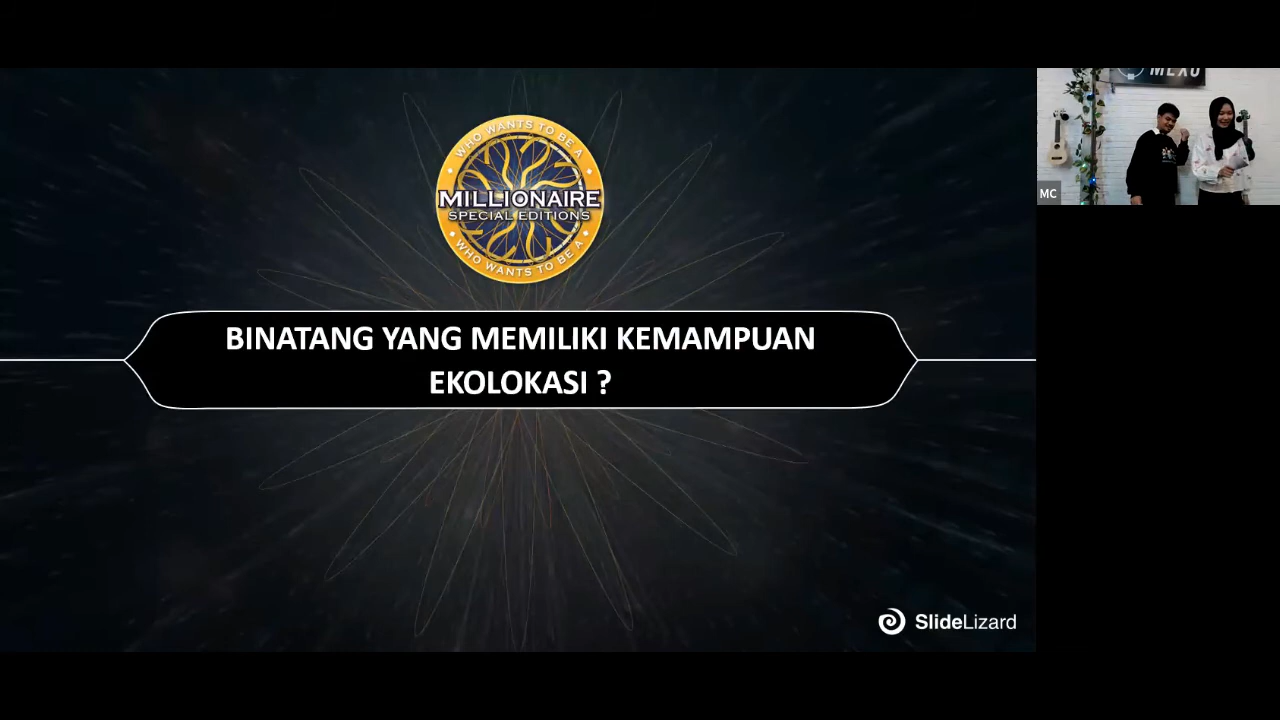 WHO WANTS TO BE A
MILLIONAIRE
SPECIAL EDITIONS
WHO WANTS TO BE A
BINATANG YANG MEMILIKI KEMAMPUAN
EKOLOKASI ?
SlideLizard
MC